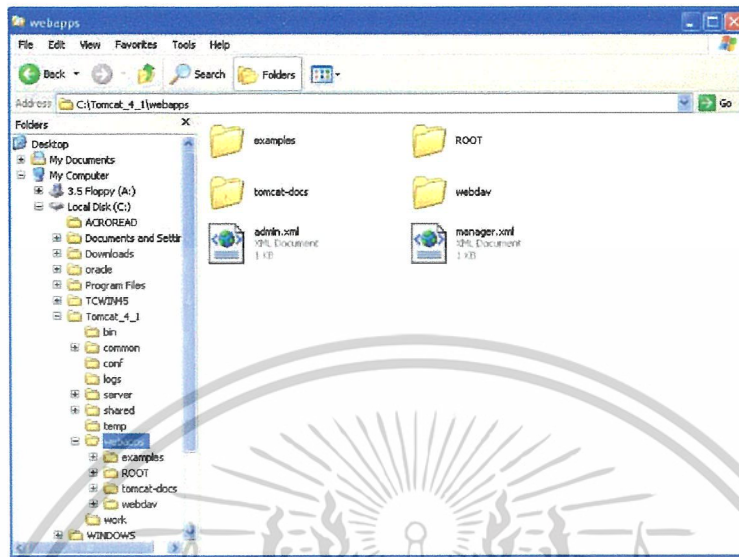 webapps
File Edit View Favorites Tools Help
Back Search Folders
Address C:\Tomcat_4_1\webapps Go
Folders X
Desktop
My Documents
My Computer
3.5 Floppy (A:)
Local Disk (C:)
ACROREAD
Documents and Settin
Downloads
oracle
Program Files
TCWIN45
Tomcat_4_1
bin
common
conf
logs
server
shared
temp
webapps
examples
ROOT
tomcat-docs
webdav
work
WINDOWS
examples ROOT
tomcat-docs webdav
admin.xml manager.xml
XML Document XML Document
1 KB 1 KB